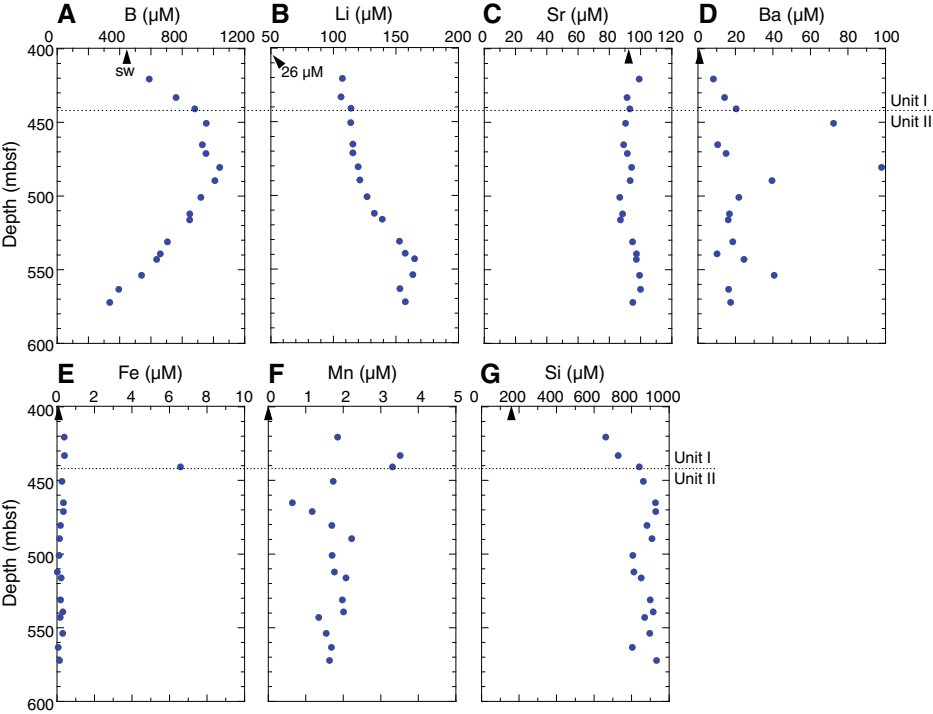 A B (µM) B Li (µM) C Sr (µM) D Ba (µM)
0 400 800 1200 50 100 150 200 0 20 40 60 80 100 120 0 20 40 60 80 100
400
sw
26 µM
Unit I
450
Unit II
Depth (mbsf)
500
550
600
E Fe (µM) F Mn (µM) G Si (µM)
0 2 4 6 8 10 0 1 2 3 4 5 0 200 400 600 800 1000
400
Unit I
450
Unit II
Depth (mbsf)
500
550
600